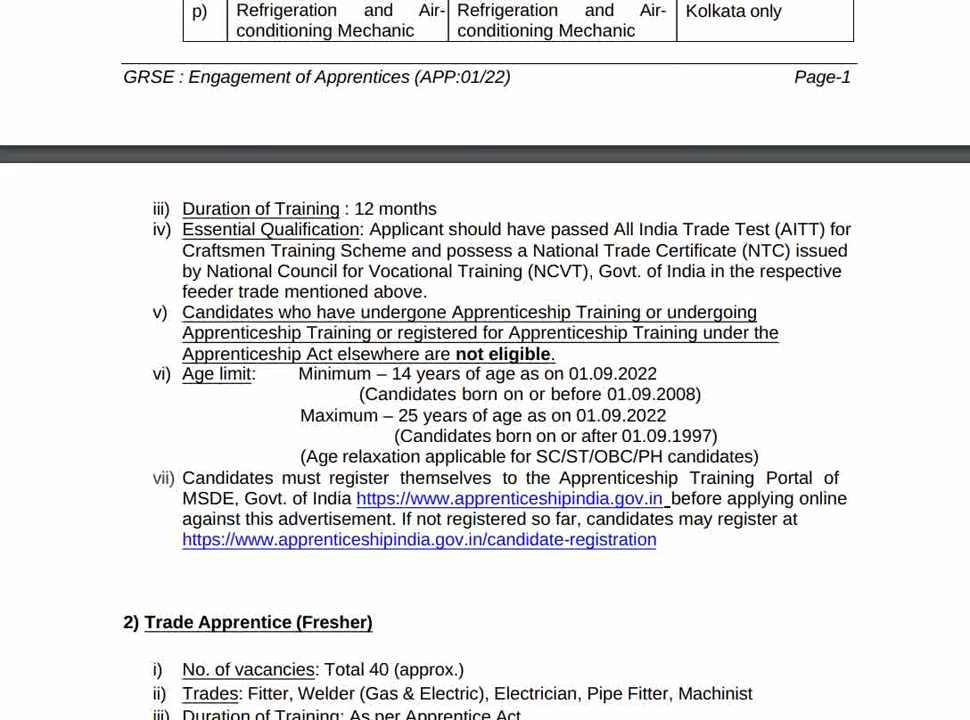 p) Refrigeration and Air- Refrigeration and Air- Kolkata only
conditioning Mechanic conditioning Mechanic
GRSE : Engagement of Apprentices (APP:01/22) Page-1
iii) Duration of Training : 12 months
iv) Essential Qualification: Applicant should have passed All India Trade Test (AITT) for
Craftsmen Training Scheme and possess a National Trade Certificate (NTC) issued
by National Council for Vocational Training (NCVT), Govt. of India in the respective
feeder trade mentioned above.
v) Candidates who have undergone Apprenticeship Training or undergoing
Apprenticeship Training or registered for Apprenticeship Training under the
Apprenticeship Act elsewhere are not eligible.
vi) Age limit: Minimum – 14 years of age as on 01.09.2022
(Candidates born on or before 01.09.2008)
Maximum – 25 years of age as on 01.09.2022
(Candidates born on or after 01.09.1997)
(Age relaxation applicable for SC/ST/OBC/PH candidates)
vii) Candidates must register themselves to the Apprenticeship Training Portal of
MSDE, Govt. of India https://www.apprenticeshipindia.gov.in before applying online
against this advertisement. If not registered so far, candidates may register at
https://www.apprenticeshipindia.gov.in/candidate-registration
2) Trade Apprentice (Fresher)
i) No. of vacancies: Total 40 (approx.)
ii) Trades: Fitter, Welder (Gas & Electric), Electrician, Pipe Fitter, Machinist
iii) Duration of Training: As per Apprentice Act